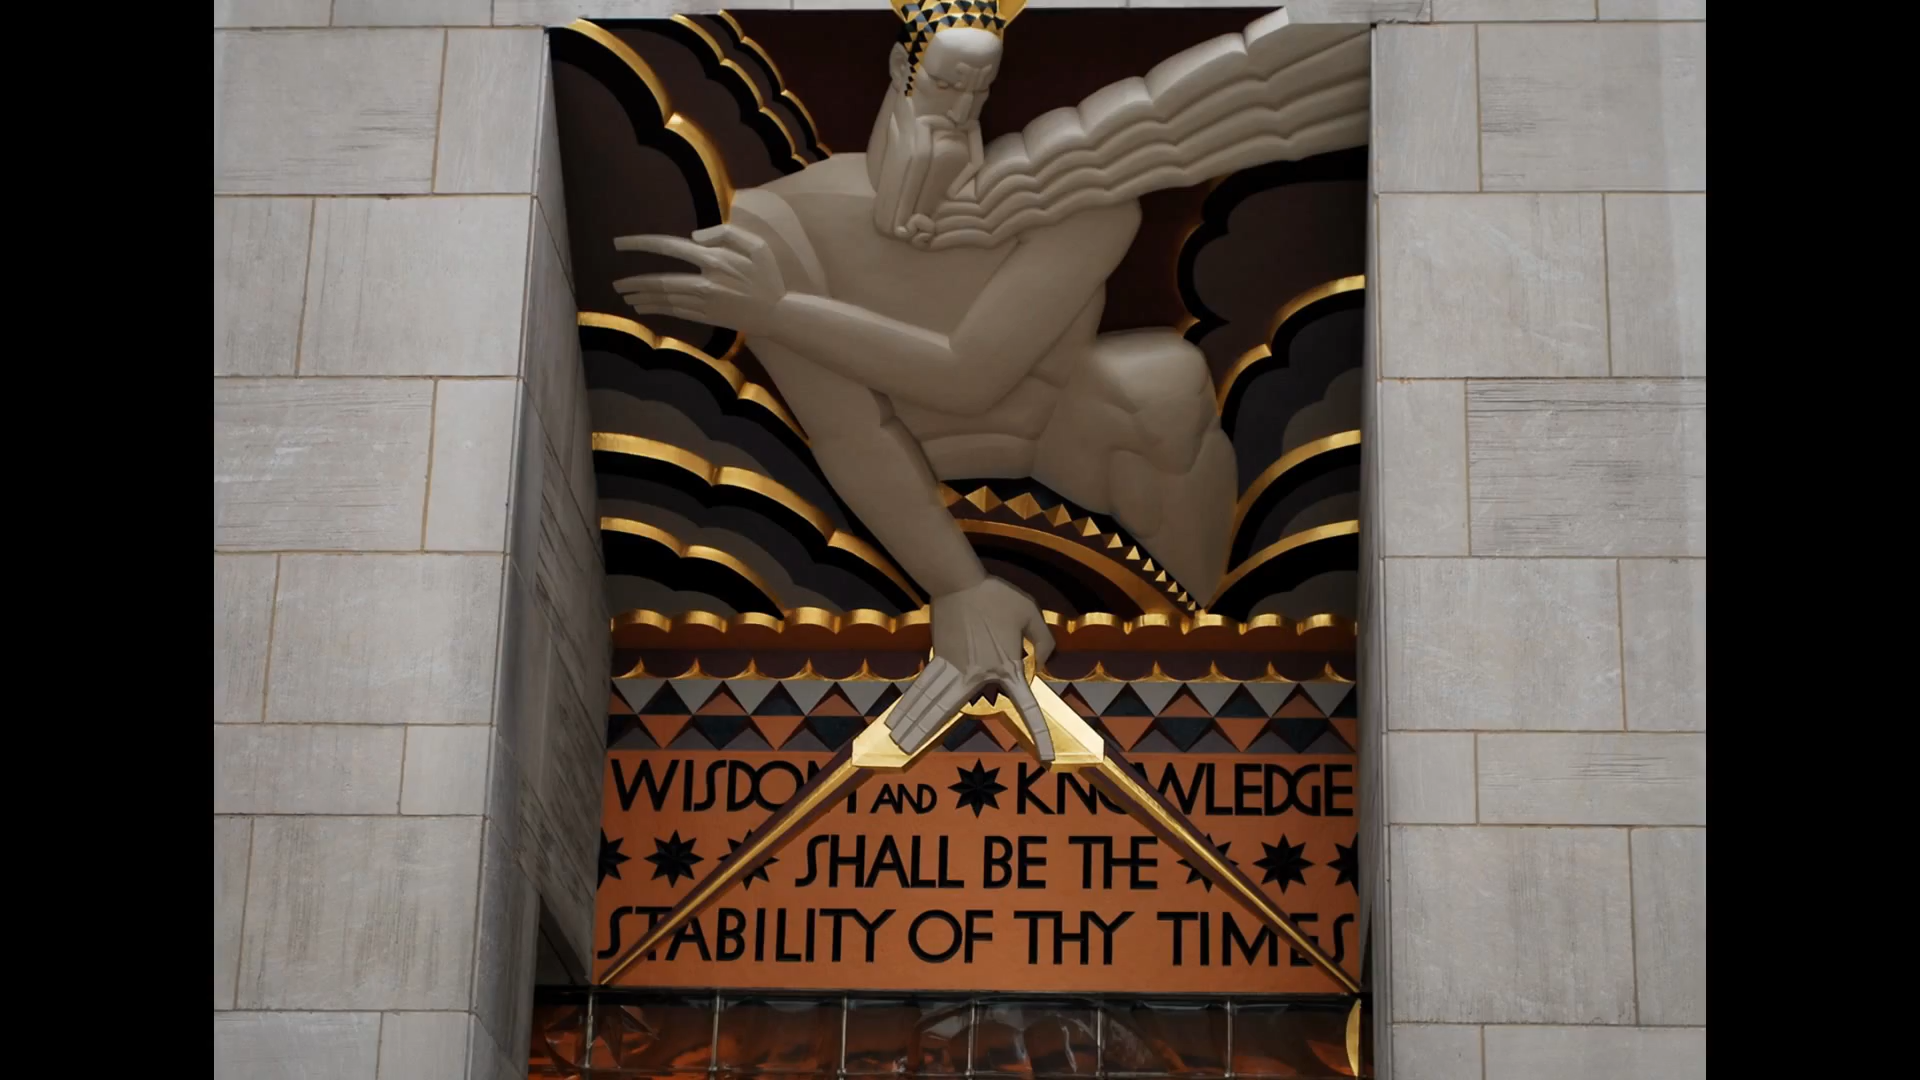 WISDOM AND KNOWLEDGE
SHALL BE THE
STABILITY OF THY TIMES